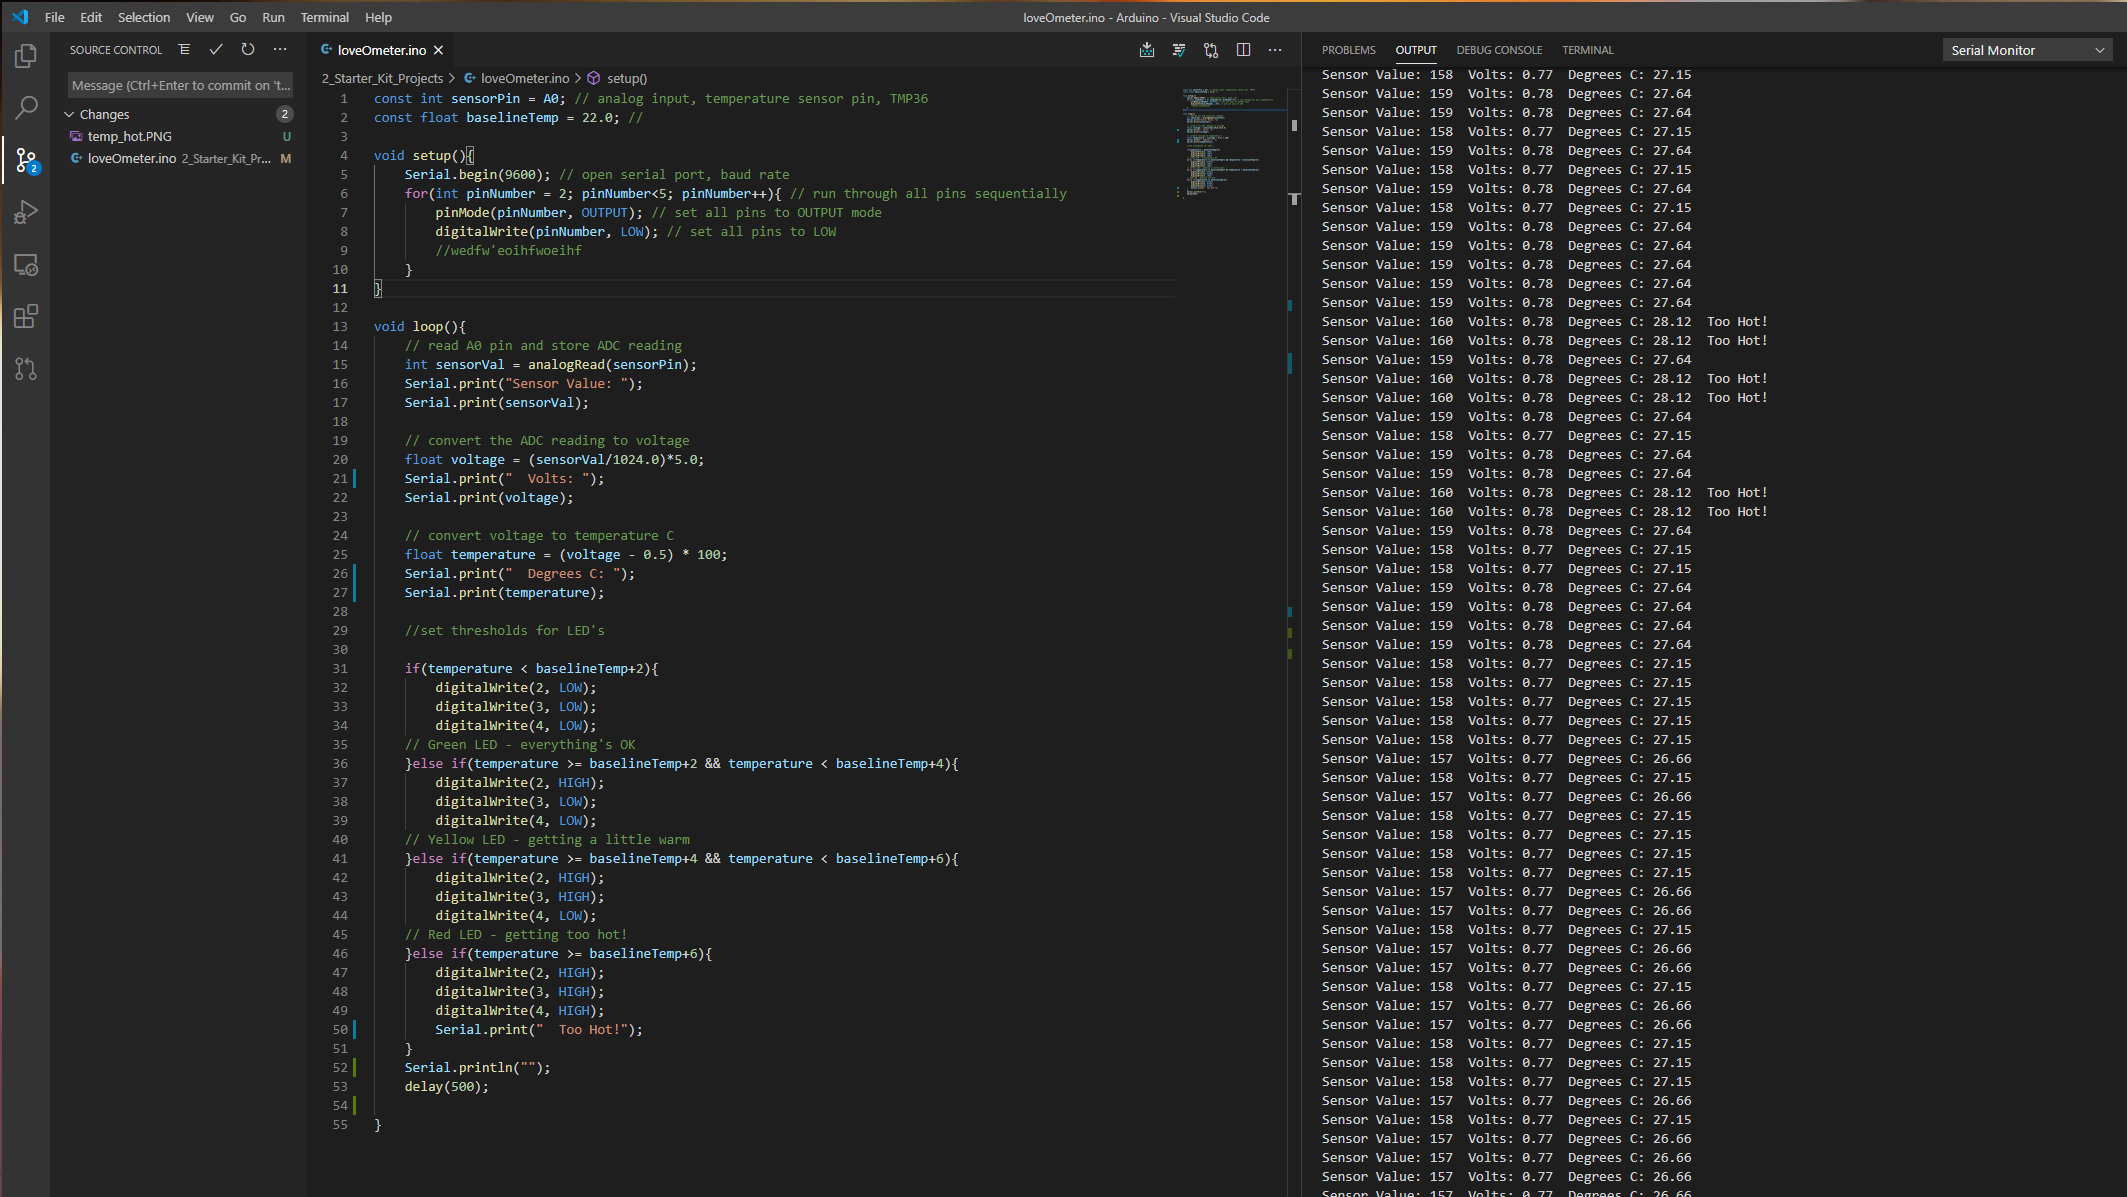 File Edit Selection View Go Run Terminal Help
loveOmeter.ino - Arduino - Visual Studio Code
SOURCE CONTROL
Message (Ctrl+Enter to commit on 't...
Changes 2
temp_hot.PNG U
loveOmeter.ino 2_Starter_Kit_Pr... M
2
loveOmeter.ino
2_Starter_Kit_Projects > loveOmeter.ino > setup()
1 const int sensorPin = A0; // analog input, temperature sensor pin, TMP36
2 const float baselineTemp = 22.0; //
3
4 void setup(){
5 Serial.begin(9600); // open serial port, baud rate
6 for(int pinNumber = 2; pinNumber<5; pinNumber++){ // run through all pins sequentially
7 pinMode(pinNumber, OUTPUT); // set all pins to OUTPUT mode
8 digitalWrite(pinNumber, LOW); // set all pins to LOW
9 //wedfw'eoihfwoeihf
10 }
11 }
12
13 void loop(){
14 // read A0 pin and store ADC reading
15 int sensorVal = analogRead(sensorPin);
16 Serial.print("Sensor Value: ");
17 Serial.print(sensorVal);
18
19 // convert the ADC reading to voltage
20 float voltage = (sensorVal/1024.0)*5.0;
21 Serial.print("  Volts: ");
22 Serial.print(voltage);
23
24 // convert voltage to temperature C
25 float temperature = (voltage - 0.5) * 100;
26 Serial.print("  Degrees C: ");
27 Serial.print(temperature);
28
29 //set thresholds for LED's
30
31 if(temperature < baselineTemp+2){
32 digitalWrite(2, LOW);
33 digitalWrite(3, LOW);
34 digitalWrite(4, LOW);
35 // Green LED - everything's OK
36 }else if(temperature >= baselineTemp+2 && temperature < baselineTemp+4){
37 digitalWrite(2, HIGH);
38 digitalWrite(3, LOW);
39 digitalWrite(4, LOW);
40 // Yellow LED - getting a little warm
41 }else if(temperature >= baselineTemp+4 && temperature < baselineTemp+6){
42 digitalWrite(2, HIGH);
43 digitalWrite(3, HIGH);
44 digitalWrite(4, LOW);
45 // Red LED - getting too hot!
46 }else if(temperature >= baselineTemp+6){
47 digitalWrite(2, HIGH);
48 digitalWrite(3, HIGH);
49 digitalWrite(4, HIGH);
50 Serial.print("  Too Hot!");
51 }
52 Serial.println("");
53 delay(500);
54
55 }
PROBLEMS OUTPUT DEBUG CONSOLE TERMINAL
Serial Monitor
Sensor Value: 158  Volts: 0.77  Degrees C: 27.15
Sensor Value: 159  Volts: 0.78  Degrees C: 27.64
Sensor Value: 159  Volts: 0.78  Degrees C: 27.64
Sensor Value: 158  Volts: 0.77  Degrees C: 27.15
Sensor Value: 159  Volts: 0.78  Degrees C: 27.64
Sensor Value: 158  Volts: 0.77  Degrees C: 27.15
Sensor Value: 159  Volts: 0.78  Degrees C: 27.64
Sensor Value: 158  Volts: 0.77  Degrees C: 27.15
Sensor Value: 159  Volts: 0.78  Degrees C: 27.64
Sensor Value: 159  Volts: 0.78  Degrees C: 27.64
Sensor Value: 159  Volts: 0.78  Degrees C: 27.64
Sensor Value: 159  Volts: 0.78  Degrees C: 27.64
Sensor Value: 159  Volts: 0.78  Degrees C: 27.64
Sensor Value: 160  Volts: 0.78  Degrees C: 28.12  Too Hot!
Sensor Value: 160  Volts: 0.78  Degrees C: 28.12  Too Hot!
Sensor Value: 159  Volts: 0.78  Degrees C: 27.64
Sensor Value: 160  Volts: 0.78  Degrees C: 28.12  Too Hot!
Sensor Value: 160  Volts: 0.78  Degrees C: 28.12  Too Hot!
Sensor Value: 159  Volts: 0.78  Degrees C: 27.64
Sensor Value: 158  Volts: 0.77  Degrees C: 27.15
Sensor Value: 159  Volts: 0.78  Degrees C: 27.64
Sensor Value: 159  Volts: 0.78  Degrees C: 27.64
Sensor Value: 160  Volts: 0.78  Degrees C: 28.12  Too Hot!
Sensor Value: 160  Volts: 0.78  Degrees C: 28.12  Too Hot!
Sensor Value: 159  Volts: 0.78  Degrees C: 27.64
Sensor Value: 158  Volts: 0.77  Degrees C: 27.15
Sensor Value: 158  Volts: 0.77  Degrees C: 27.15
Sensor Value: 159  Volts: 0.78  Degrees C: 27.64
Sensor Value: 159  Volts: 0.78  Degrees C: 27.64
Sensor Value: 159  Volts: 0.78  Degrees C: 27.64
Sensor Value: 159  Volts: 0.78  Degrees C: 27.64
Sensor Value: 158  Volts: 0.77  Degrees C: 27.15
Sensor Value: 158  Volts: 0.77  Degrees C: 27.15
Sensor Value: 158  Volts: 0.77  Degrees C: 27.15
Sensor Value: 158  Volts: 0.77  Degrees C: 27.15
Sensor Value: 158  Volts: 0.77  Degrees C: 27.15
Sensor Value: 157  Volts: 0.77  Degrees C: 26.66
Sensor Value: 158  Volts: 0.77  Degrees C: 27.15
Sensor Value: 157  Volts: 0.77  Degrees C: 26.66
Sensor Value: 158  Volts: 0.77  Degrees C: 27.15
Sensor Value: 158  Volts: 0.77  Degrees C: 27.15
Sensor Value: 158  Volts: 0.77  Degrees C: 27.15
Sensor Value: 158  Volts: 0.77  Degrees C: 27.15
Sensor Value: 157  Volts: 0.77  Degrees C: 26.66
Sensor Value: 157  Volts: 0.77  Degrees C: 26.66
Sensor Value: 158  Volts: 0.77  Degrees C: 27.15
Sensor Value: 157  Volts: 0.77  Degrees C: 26.66
Sensor Value: 157  Volts: 0.77  Degrees C: 26.66
Sensor Value: 158  Volts: 0.77  Degrees C: 27.15
Sensor Value: 157  Volts: 0.77  Degrees C: 26.66
Sensor Value: 157  Volts: 0.77  Degrees C: 26.66
Sensor Value: 158  Volts: 0.77  Degrees C: 27.15
Sensor Value: 158  Volts: 0.77  Degrees C: 27.15
Sensor Value: 158  Volts: 0.77  Degrees C: 27.15
Sensor Value: 157  Volts: 0.77  Degrees C: 26.66
Sensor Value: 158  Volts: 0.77  Degrees C: 27.15
Sensor Value: 157  Volts: 0.77  Degrees C: 26.66
Sensor Value: 157  Volts: 0.77  Degrees C: 26.66
Sensor Value: 157  Volts: 0.77  Degrees C: 26.66
Sensor Value: 157  Volts: 0.77  Degrees C: 26.66